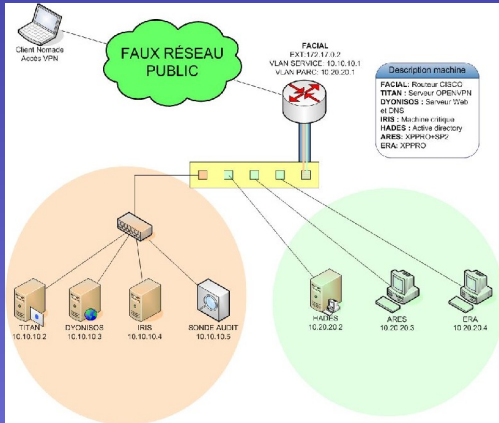 Client Nomade
Accès VPN
FAUX RÉSEAU
PUBLIC
FACIAL
EXT:172.17.0.2
VLAN SERVICE: 10.10.10.1
VLAN PARC: 10.20.20.1
Description machine
FACIAL: Routeur CISCO
TITAN : Serveur OPENVPN
DYONISOS : Serveur Web
et DNS
IRIS : Machine critique
HADES : Active directory
ARES: XPPRO+SP2
ERA: XPPRO
TITAN
10.10.10.2
DYONISOS
10.10.10.3
IRIS
10.10.10.4
SONDE AUDIT
10.10.10.5
HADES
10.20.20.2
ARES
10.20.20.3
ERA
10.20.20.4